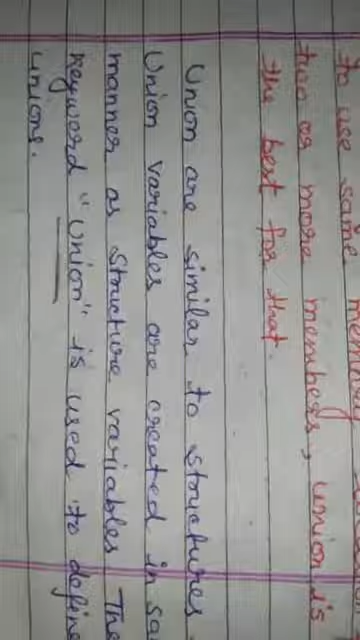 to use same memory
two or more members, union is
the best for that.
Union are similar to structures.
Union variables are created in sa
manner as structure variables The
keyword "union" is used to define
unions.